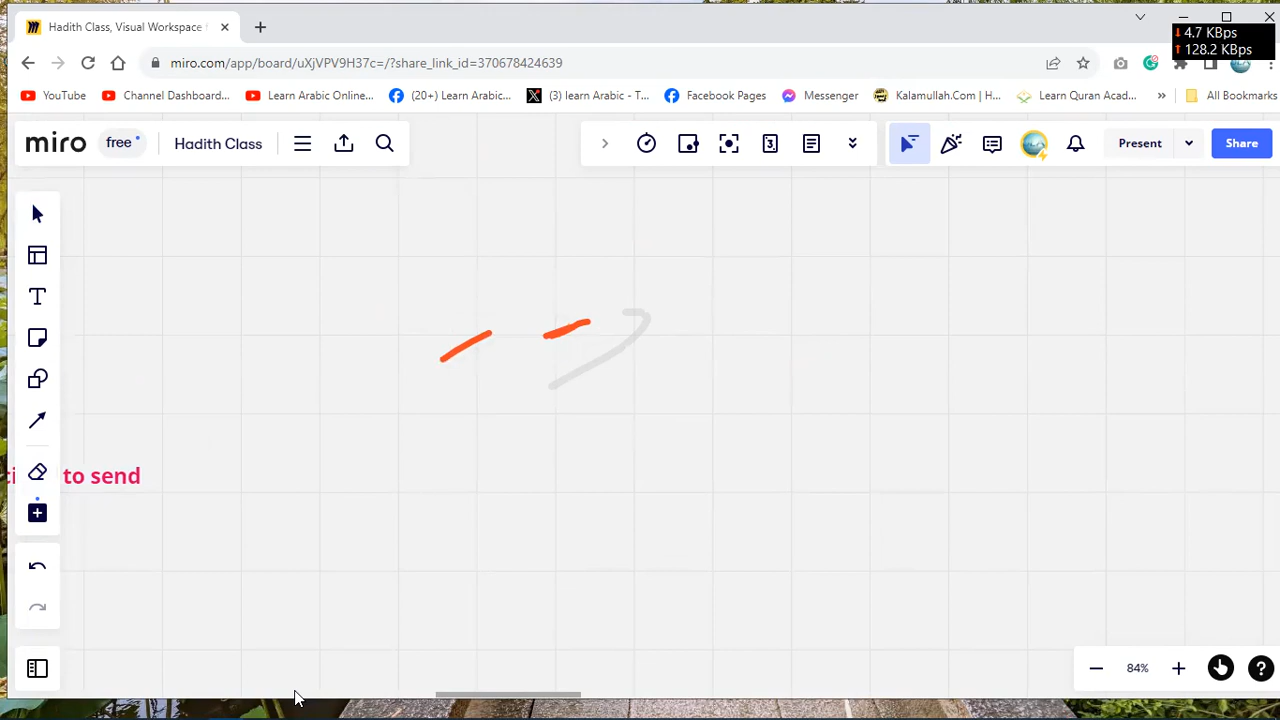 Hadith Class, Visual Workspace f
4.7 KBps
128.2 KBps
miro.com/app/board/uXjVPV9H37c=/?share_link_id=370678424639
YouTube
Channel Dashboard...
Learn Arabic Online...
(20+) Learn Arabic,...
(3) learn Arabic - T...
Facebook Pages
Messenger
Kalamullah.Com | H...
Learn Quran Acad...
»
All Bookmarks
miro
free
Hadith Class
3
Present
Share
T
to send
84%
?